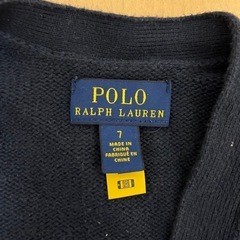 POLO
RALPH LAUREN
7
MADE IN
CHINA
FABRIQUÉ EN
CHINE